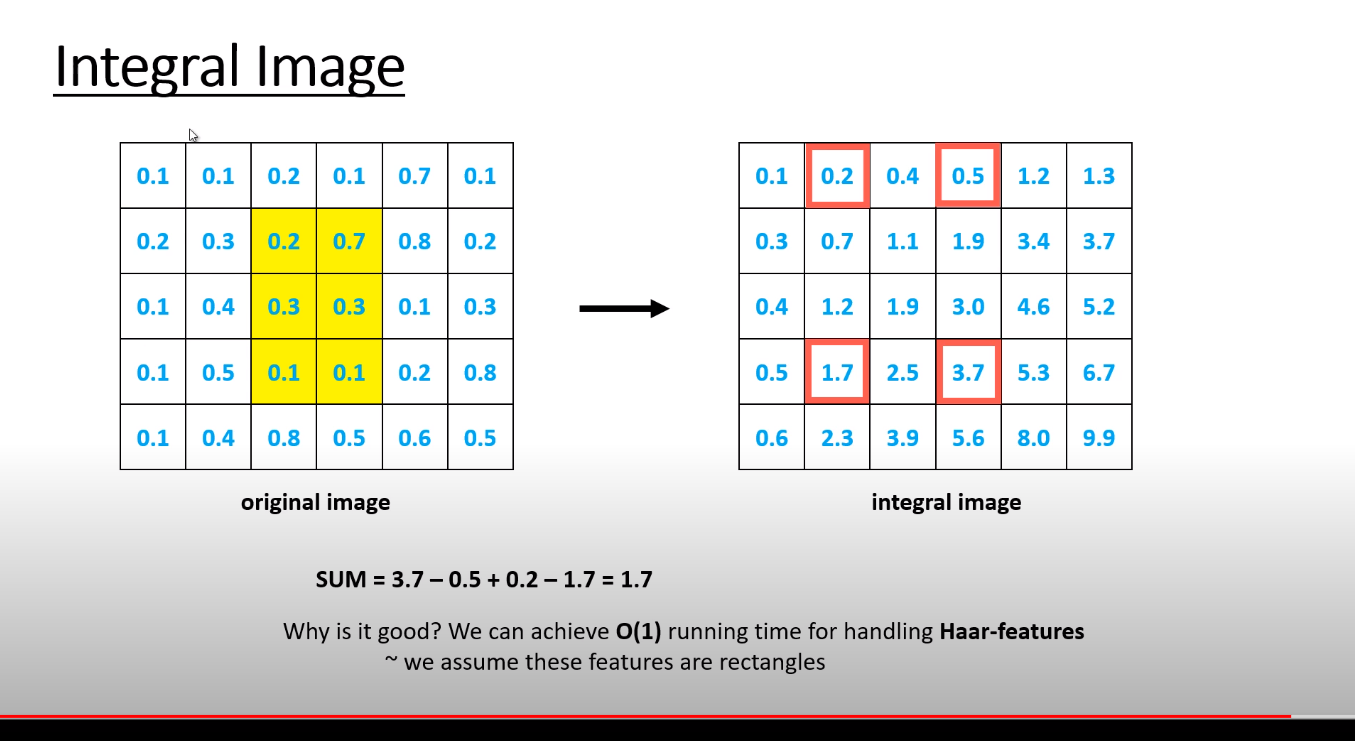 Integral Image
0.1 0.1 0.2 0.1 0.7 0.1
0.2 0.3 0.2 0.7 0.8 0.2
0.1 0.4 0.3 0.3 0.1 0.3
0.1 0.5 0.1 0.1 0.2 0.8
0.1 0.4 0.8 0.5 0.6 0.5
original image
0.1 0.2 0.4 0.5 1.2 1.3
0.3 0.7 1.1 1.9 3.4 3.7
0.4 1.2 1.9 3.0 4.6 5.2
0.5 1.7 2.5 3.7 5.3 6.7
0.6 2.3 3.9 5.6 8.0 9.9
integral image
SUM = 3.7 – 0.5 + 0.2 – 1.7 = 1.7
Why is it good? We can achieve O(1) running time for handling Haar-features
~ we assume these features are rectangles